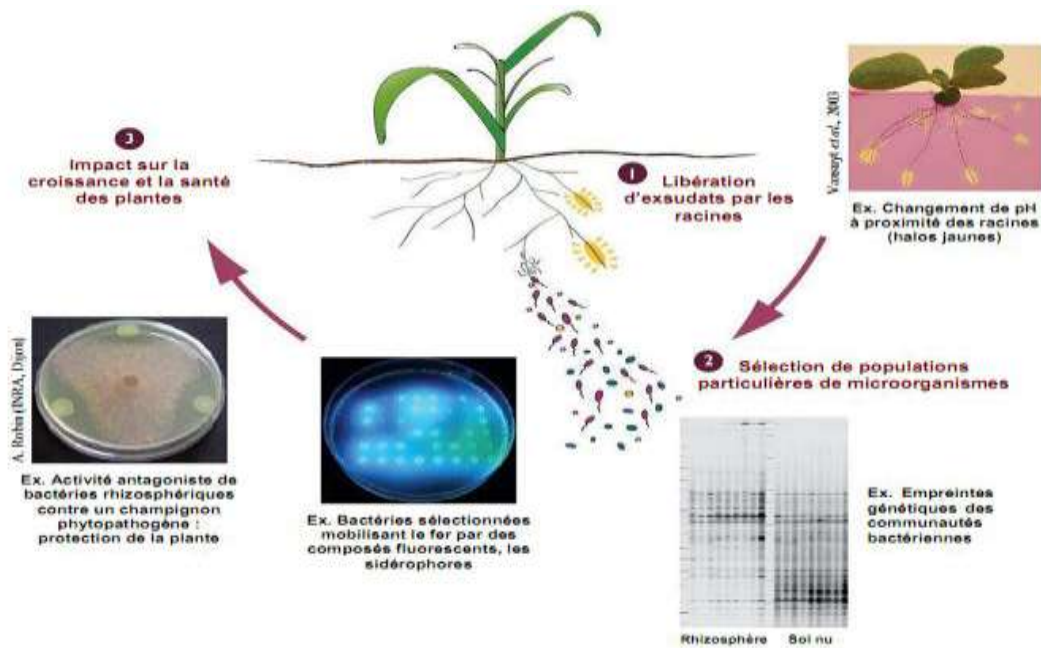 3
Impact sur la
croissance et la santé
des plantes
1
Libération
d'exsudats par les
racines
Vansuyt et al., 2003
Ex. Changement de pH
à proximité des racines
(halos jaunes)
2
Sélection de populations
particulières de microorganismes
Ex. Empreintes
génétiques des
communautés
bactériennes
Rhizosphère
Sol nu
Ex. Bactéries sélectionnées
mobilisant le fer par des
composés fluorescents, les
sidérophores
A. Robin (INRA, Dijon)
Ex. Activité antagoniste de
bactéries rhizosphériques
contre un champignon
phytopathogène :
protection de la plante